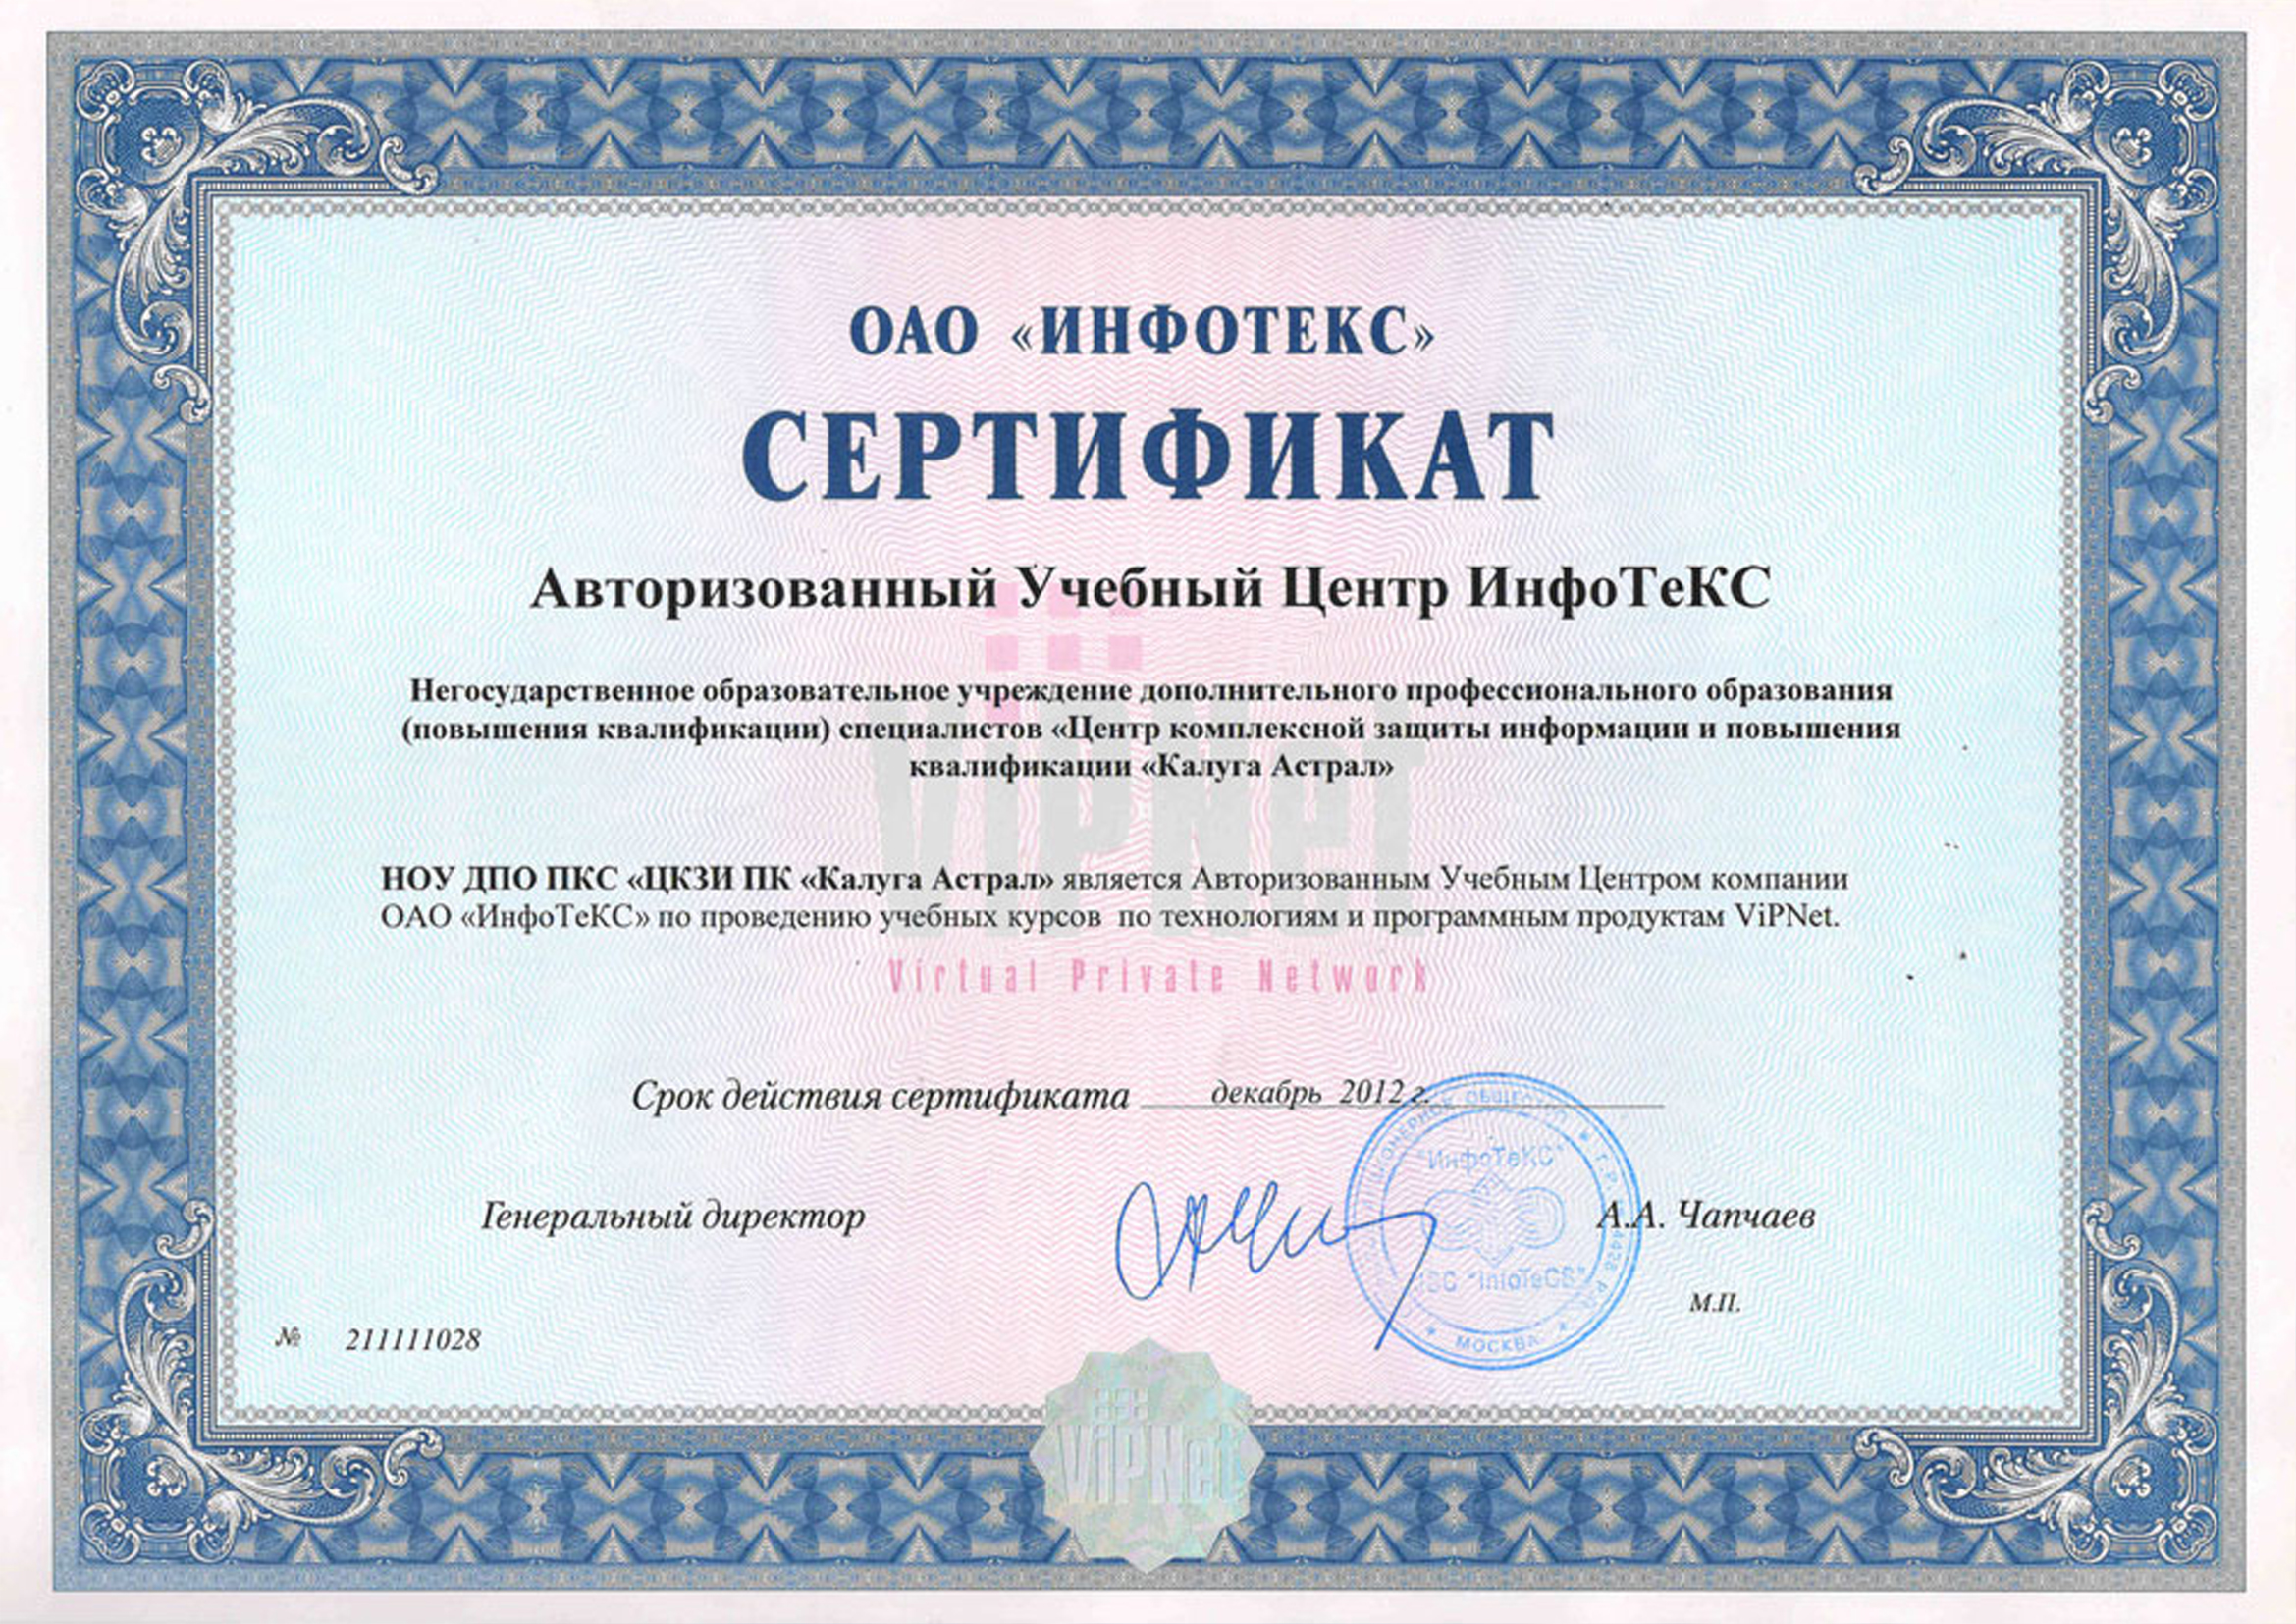 ОАО «ИНФОТЕКС»
СЕРТИФИКАТ
Авторизованный Учебный Центр ИнфоТеКС
Негосударственное образовательное учреждение дополнительного профессионального образования
(повышения квалификации) специалистов «Центр комплексной защиты информации и повышения
квалификации «Калуга Астрал»
ViPNet
НОУ ДПО ПКС «ЦКЗИ ПК «Калуга Астрал» является Авторизованным Учебным Центром компании
ОАО «ИнфоТеКС» по проведению учебных курсов по технологиям и программным продуктам ViPNet.
Virtual Private Network
Срок действия сертификата декабрь 2012 г.
"ИнфоТеКС"
Генеральный директор А.А. Чапчаев
"InfoTeCS"
МОСКВА
М.П.
№ 211111028
ViPNet